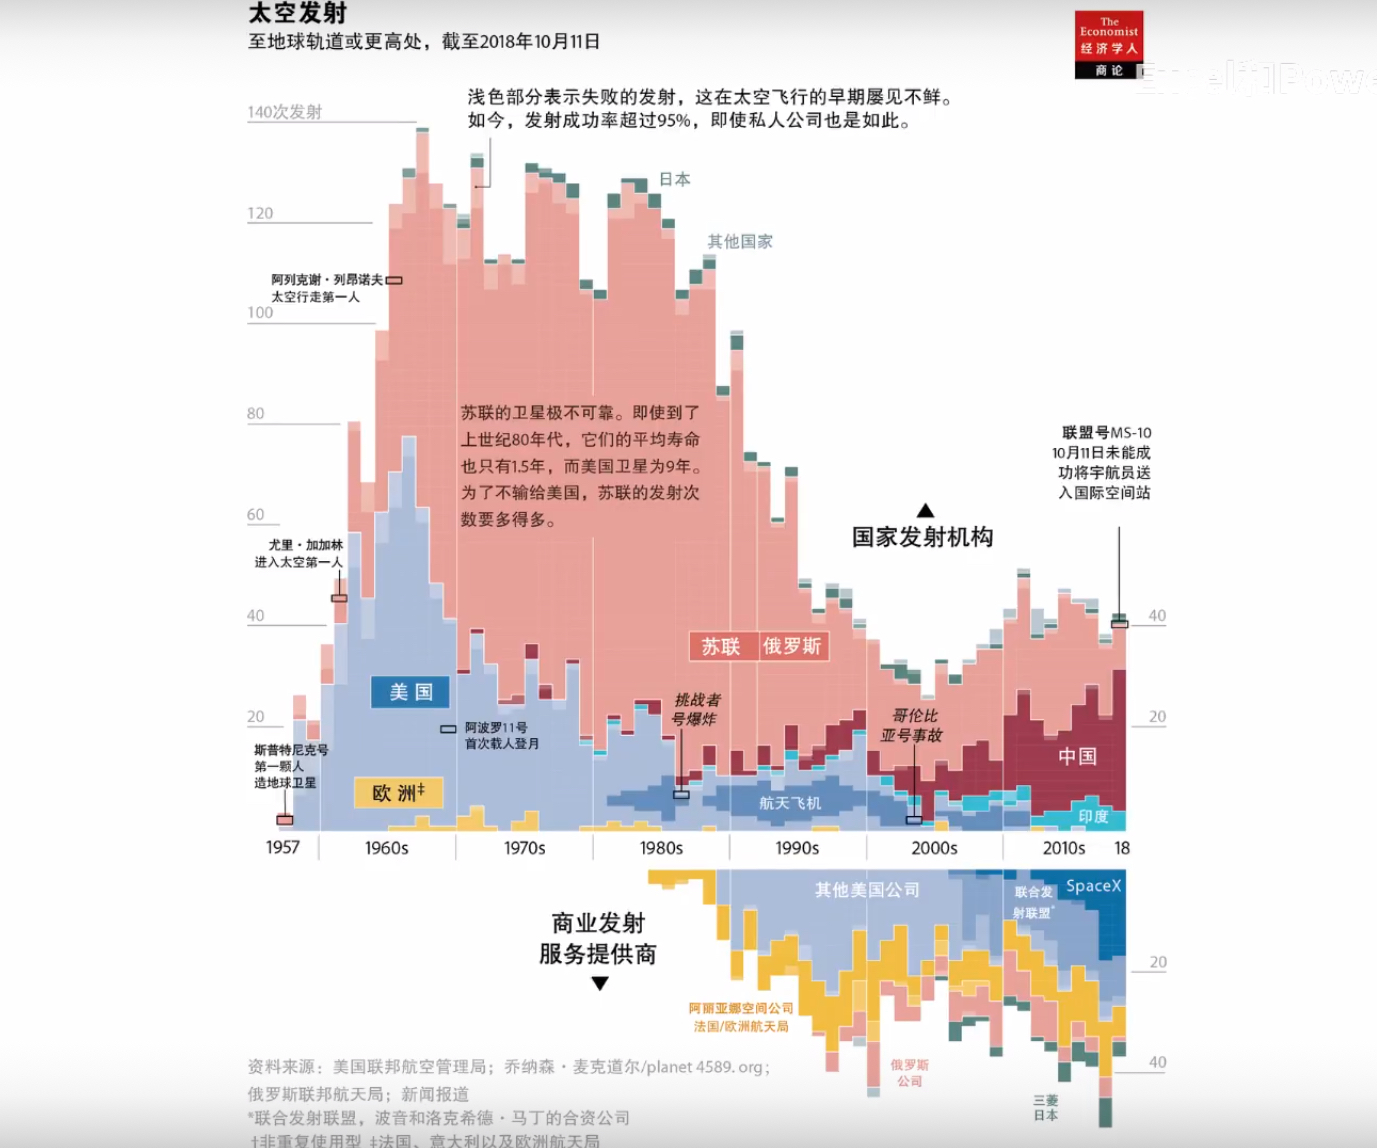 太空发射
至地球轨道或更高处，截至2018年10月11日
The
Economist
经济学人
商论
浅色部分表示失败的发射，这在太空飞行的早期屡见不鲜。
如今，发射成功率超过95%，即使私人公司也是如此。
140次发射
日本
120
其他国家
阿列克谢·列昂诺夫
太空行走第一人
100
80
苏联的卫星极不可靠。即使到了
上世纪80年代，它们的平均寿命
也只有1.5年，而美国卫星为9年。
为了不输给美国，苏联的发射次
数要多得多。
联盟号MS-10
10月11日未能成
功将宇航员送
入国际空间站
60
国家发射机构
尤里·加加林
进入太空第一人
40
40
苏联 俄罗斯
美国
挑战者
号爆炸
哥伦比
亚号事故
20
20
阿波罗11号
首次载人登月
斯普特尼克号
第一颗人
造地球卫星
中国
欧洲‡
航天飞机
印度
1957 1960s 1970s 1980s 1990s 2000s 2010s 18
其他美国公司
联合发
射联盟*
SpaceX
商业发射
服务提供商
20
阿丽亚娜空间公司
法国/欧洲航天局
俄罗斯
公司
40
三菱
日本
资料来源：美国联邦航空管理局；乔纳森·麦克道尔/planet 4589.org；
俄罗斯联邦航天局；新闻报道
*联合发射联盟，波音和洛克希德·马丁的合资公司
†非重复使用型 ‡法国、意大利以及欧洲航天局